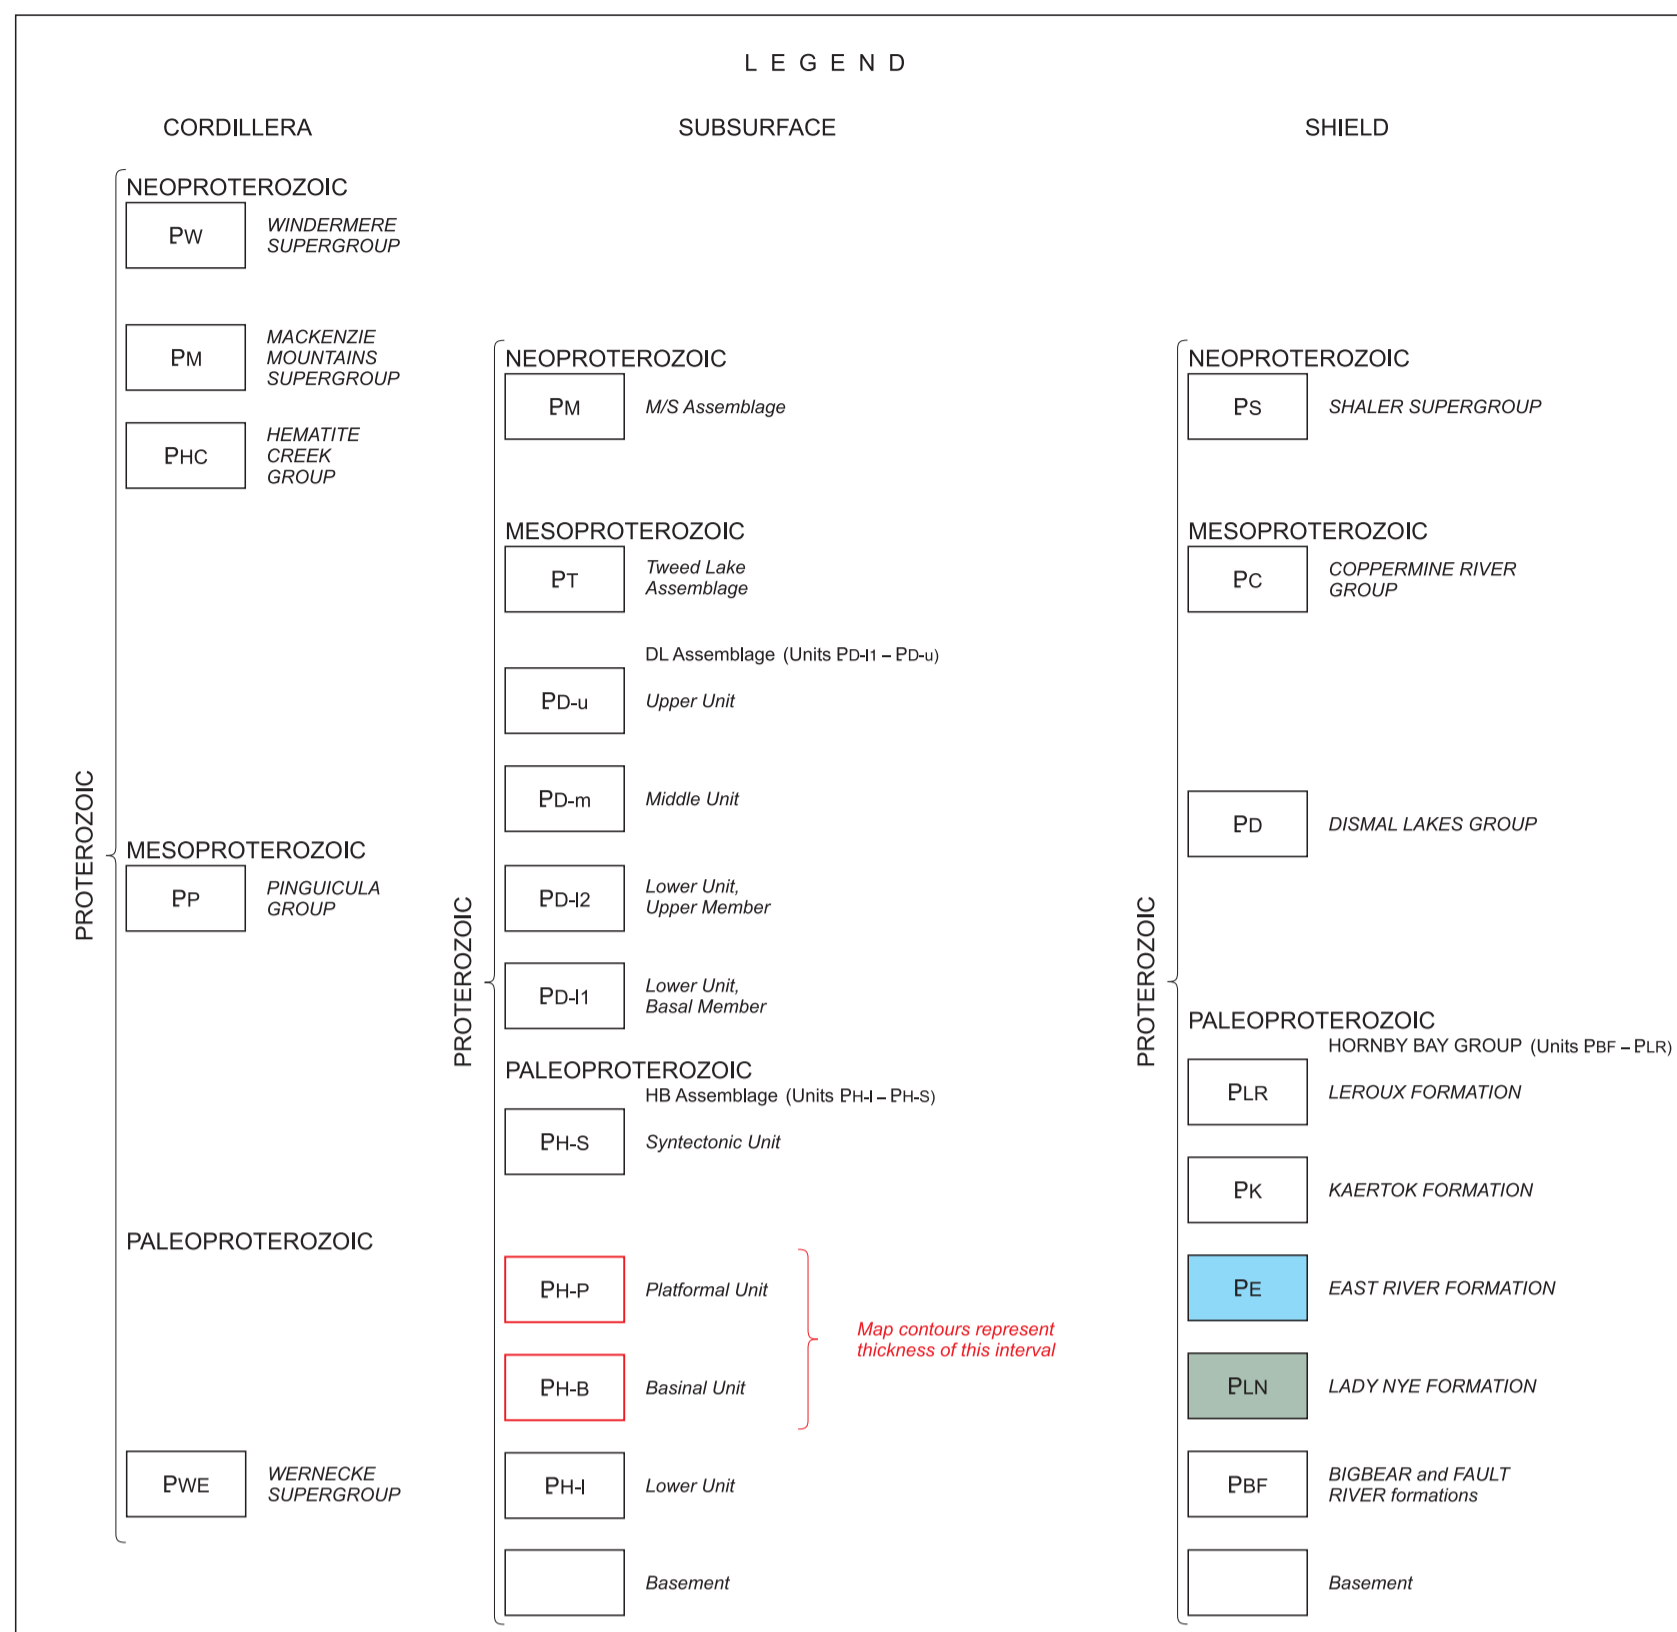 L E G E N D
CORDILLERA
NEOPROTEROZOIC
PW
WINDERMERE
SUPERGROUP
PM
MACKENZIE
MOUNTAINS
SUPERGROUP
PHC
HEMATITE
CREEK
GROUP
PROTEROZOIC
MESOPROTEROZOIC
PP
PINGUICULA
GROUP
PALEOPROTEROZOIC
PWE
WERNECKE
SUPERGROUP
SUBSURFACE
NEOPROTEROZOIC
PM
M/S Assemblage
MESOPROTEROZOIC
PT
Tweed Lake
Assemblage
DL Assemblage (Units PD-l1 – PD-u)
PD-u
Upper Unit
PD-m
Middle Unit
PD-l2
Lower Unit,
Upper Member
PROTEROZOIC
PD-l1
Lower Unit,
Basal Member
PALEOPROTEROZOIC
HB Assemblage (Units PH-l – PH-S)
PH-S
Syntectonic Unit
PH-P
Platformal Unit
Map contours represent
thickness of this interval
PH-B
Basinal Unit
PH-l
Lower Unit
Basement
SHIELD
NEOPROTEROZOIC
PS
SHALER SUPERGROUP
MESOPROTEROZOIC
PC
COPPERMINE RIVER
GROUP
PD
DISMAL LAKES GROUP
PROTEROZOIC
PALEOPROTEROZOIC
HORNBY BAY GROUP (Units PBF – PLR)
PLR
LEROUX FORMATION
PK
KAERTOK FORMATION
PE
EAST RIVER FORMATION
PLN
LADY NYE FORMATION
PBF
BIGBEAR and FAULT
RIVER formations
Basement